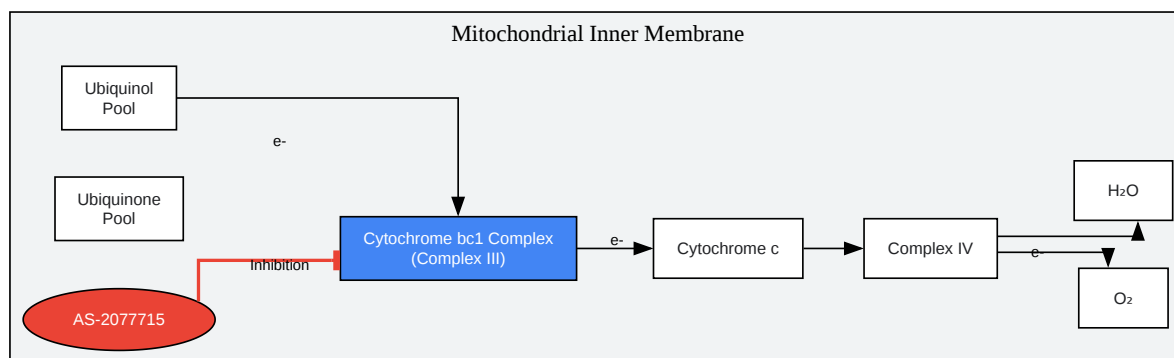 Mitochondrial Inner Membrane
Ubiquinol
Pool
e-
Ubiquinone
Pool
H₂O
Cytochrome bc1 Complex
(Complex III)
e-
Cytochrome c
Complex IV
e-
Inhibition
O₂
AS-2077715